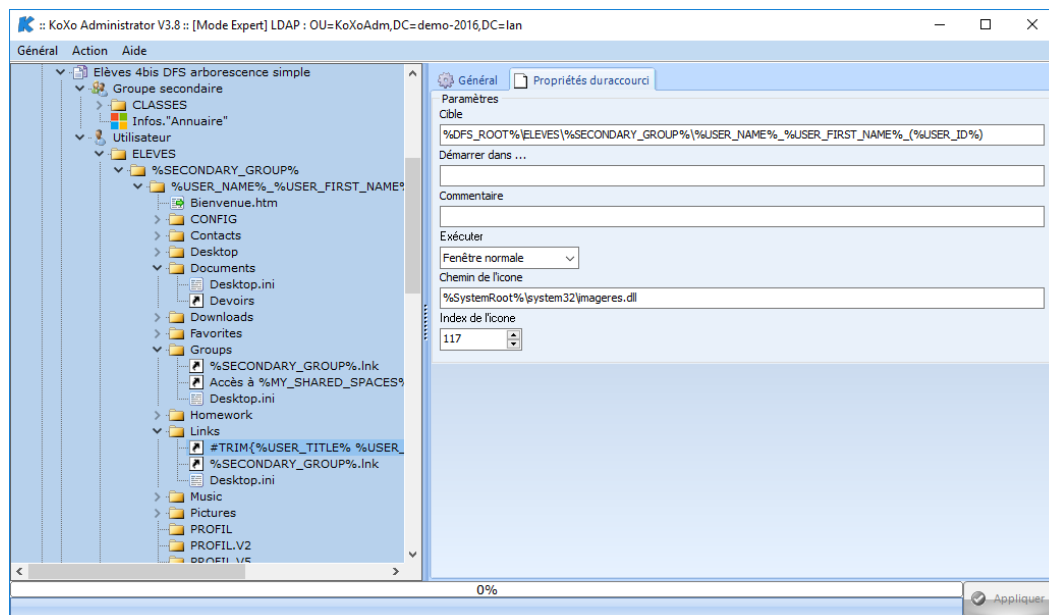 :: KoXo Administrator V3.8 :: [Mode Expert] LDAP : OU=KoXoAdm,DC=demo-2016,DC=lan
Général Action Aide
Elèves 4bis DFS arborescence simple
Groupe secondaire
CLASSES
Infos."Annuaire"
Utilisateur
ELEVES
%SECONDARY_GROUP%
%USER_NAME%_%USER_FIRST_NAME%
Bienvenue.htm
CONFIG
Contacts
Desktop
Documents
Desktop.ini
Devoirs
Downloads
Favorites
Groups
%SECONDARY_GROUP%.lnk
Accès à %MY_SHARED_SPACES%
Desktop.ini
Homework
Links
#TRIM{%USER_TITLE% %USER_
%SECONDARY_GROUP%.lnk
Desktop.ini
Music
Pictures
PROFIL
PROFIL.V2
PROFIL.V5
Général Propriétés du raccourci
Paramètres
Cible
%DFS_ROOT%\ELEVES\%SECONDARY_GROUP%\%USER_NAME%_%USER_FIRST_NAME%_(%USER_ID%)
Démarrer dans ...
Commentaire
Exécuter
Fenêtre normale
Chemin de l'icone
%SystemRoot%\system32\imageres.dll
Index de l'icone
117
0%
Appliquer